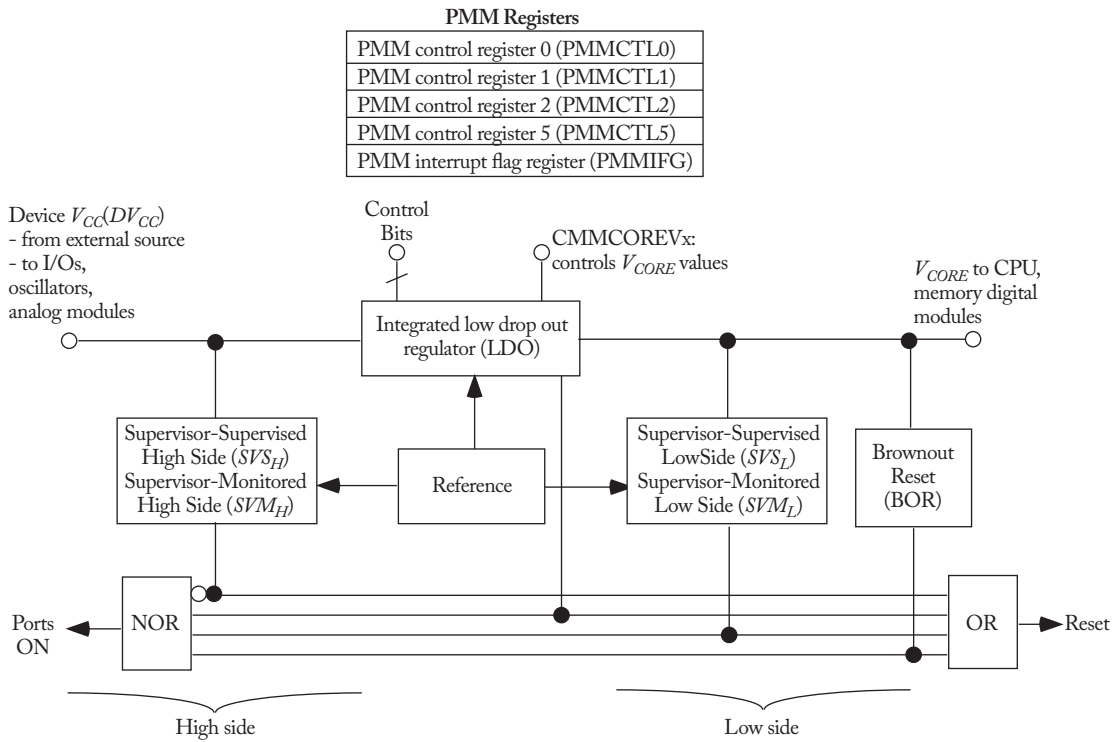 PMM Registers
PMM control register 0 (PMMCTL0)
PMM control register 1 (PMMCTL1)
PMM control register 2 (PMMCTL2)
PMM control register 5 (PMMCTL5)
PMM interrupt flag register (PMMIFG)
Device VCC(DVCC)
- from external source
- to I/Os,
oscillators,
analog modules
Control
Bits
CMMCOREVx:
controls VCORE values
VCORE to CPU,
memory digital
modules
Integrated low drop out
regulator (LDO)
Supervisor-Supervised
High Side (SVSH)
Supervisor-Monitored
High Side (SVMH)
Reference
Supervisor-Supervised
LowSide (SVSL)
Supervisor-Monitored
Low Side (SVML)
Brownout
Reset
(BOR)
Ports
ON
NOR
OR
Reset
High side
Low side